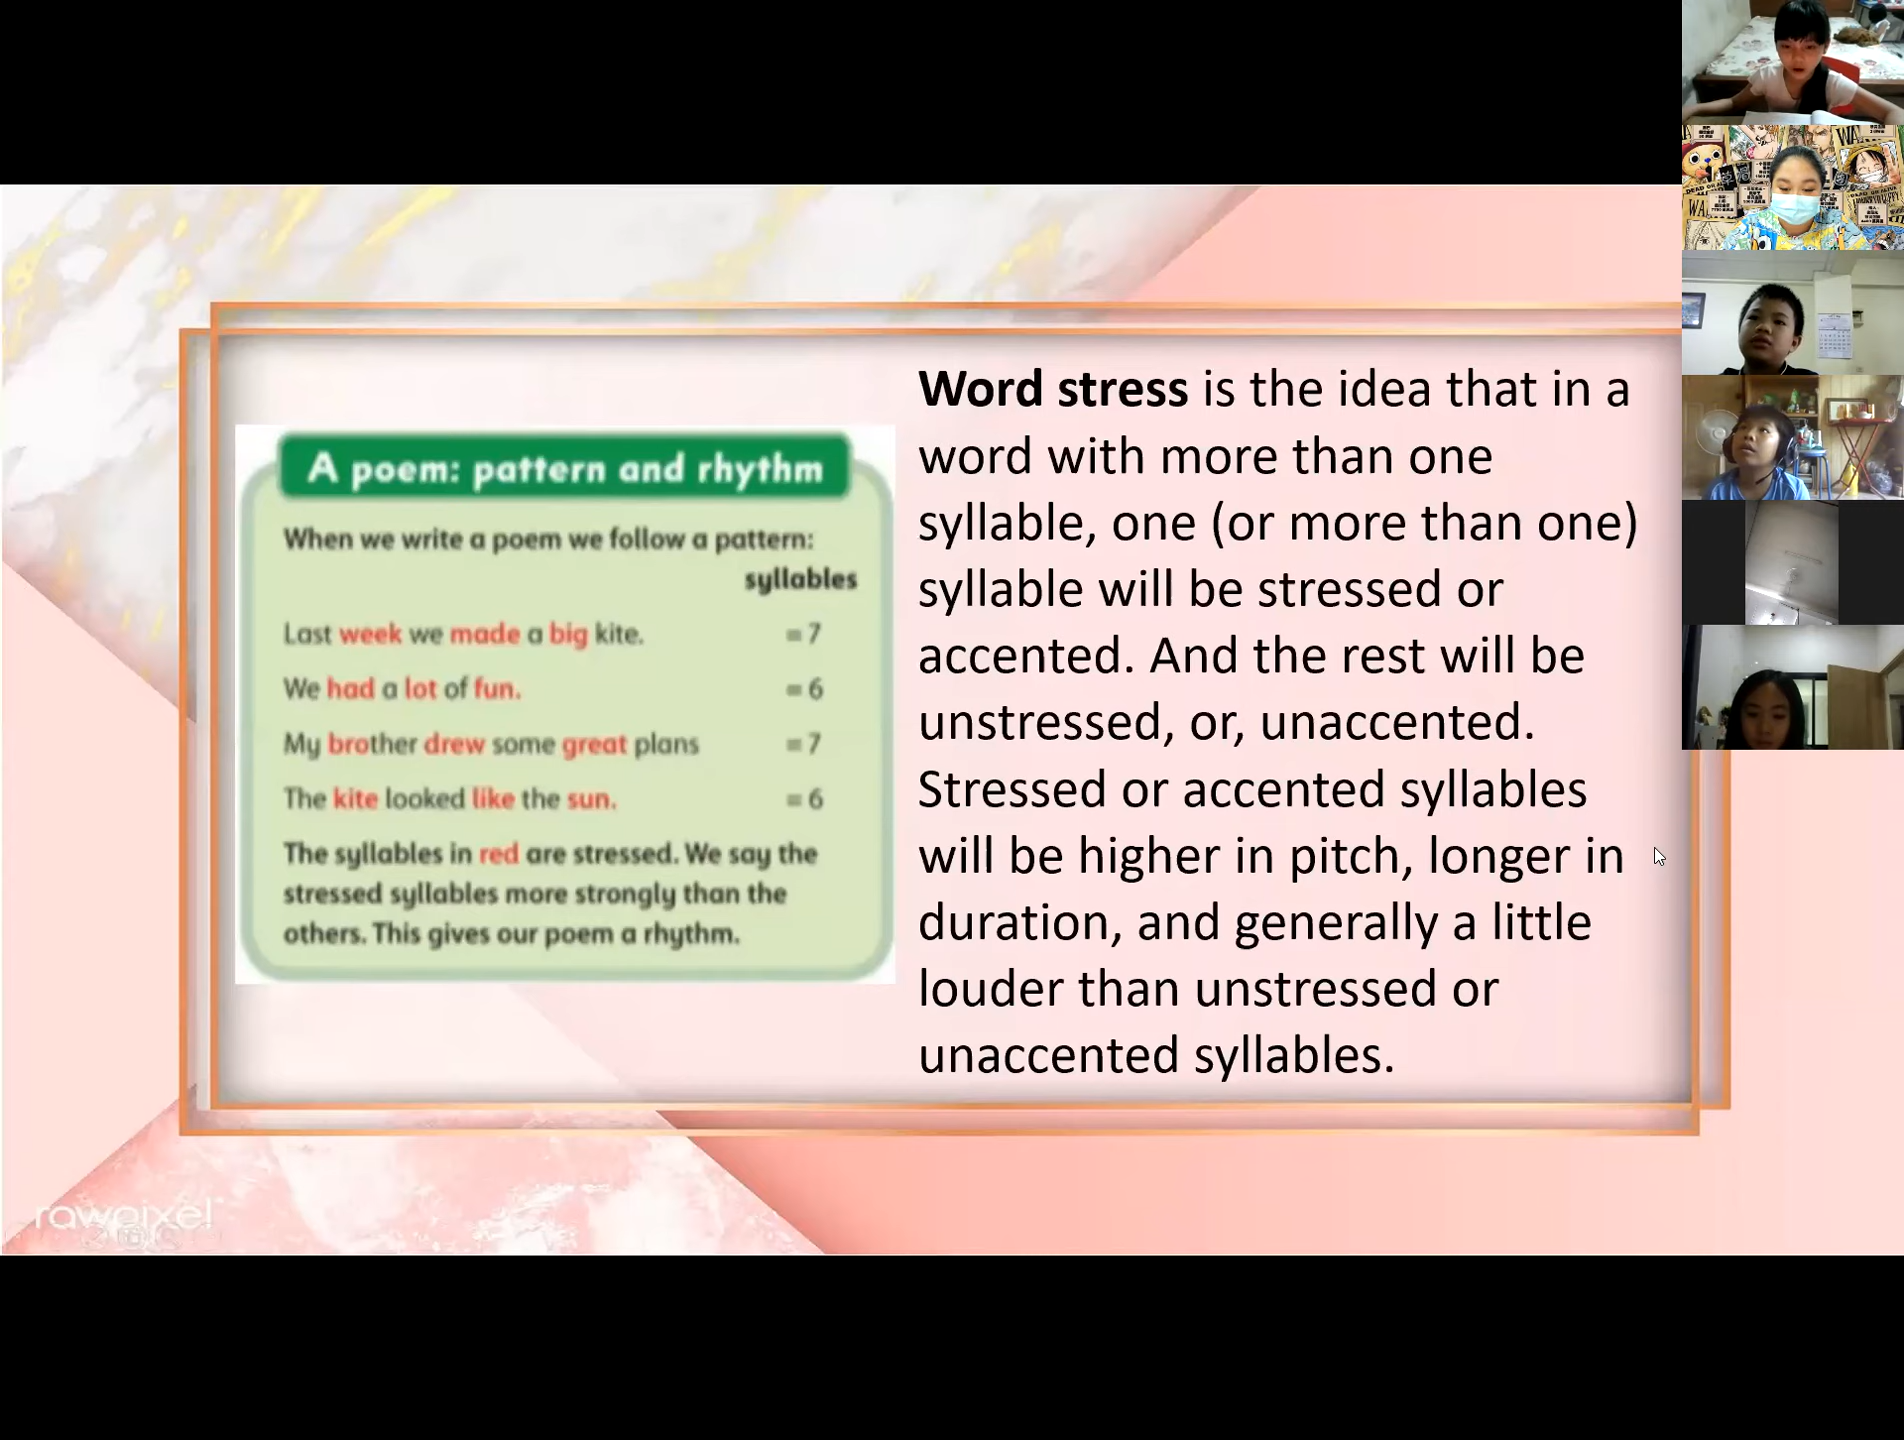 A poem: pattern and rhythm
When we write a poem we follow a pattern:
syllables
Last week we made a big kite. = 7
We had a lot of fun. = 6
My brother drew some great plans = 7
The kite looked like the sun. = 6
The syllables in red are stressed. We say the
stressed syllables more strongly than the
others. This gives our poem a rhythm.
Word stress is the idea that in a
word with more than one
syllable, one (or more than one)
syllable will be stressed or
accented. And the rest will be
unstressed, or, unaccented.
Stressed or accented syllables
will be higher in pitch, longer in
duration, and generally a little
louder than unstressed or
unaccented syllables.
rawpixel